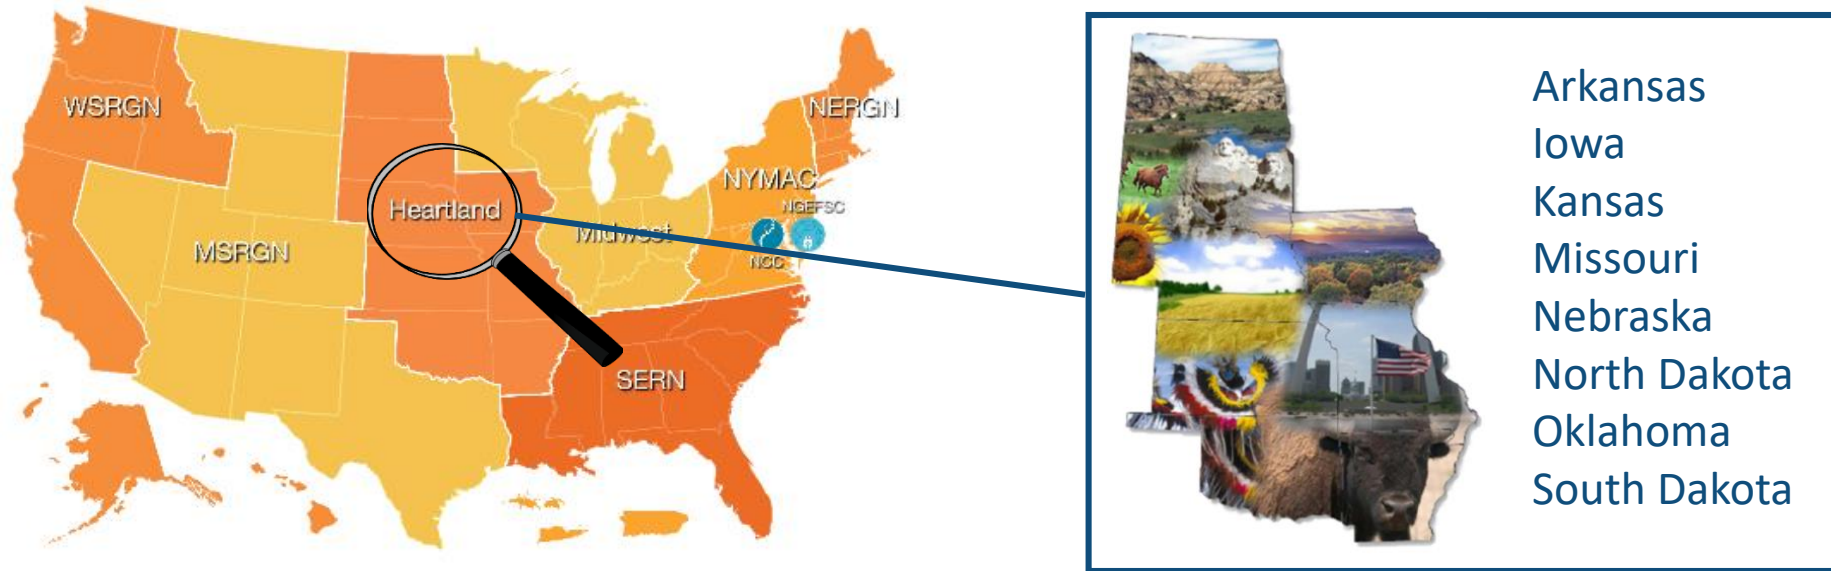 WSRGN
NERGN
NYMAC
NGEFSC
Heartland
Midwest
MSRGN
NCC
SERN
Arkansas
Iowa
Kansas
Missouri
Nebraska
North Dakota
Oklahoma
South Dakota